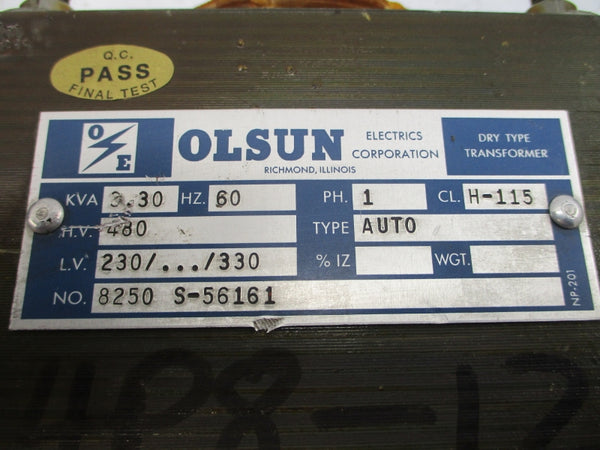 Q.C.
PASS
FINAL TEST
O
E
OLSUN
ELECTRICS
CORPORATION
RICHMOND, ILLINOIS
DRY TYPE
TRANSFORMER
KVA 3.30 HZ. 60 PH. 1 CL. H-115
H.V. 480 TYPE AUTO
L.V. 230/.../330 % IZ WGT.
NO. 8250 S-56161
NP-201